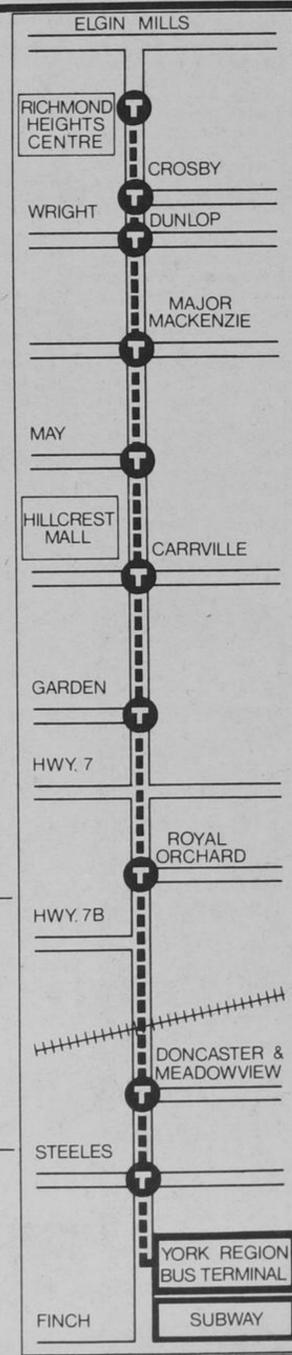 ELGIN MILLS
T
RICHMOND
HEIGHTS
CENTRE
CROSBY
T
WRIGHT
DUNLOP
T
MAJOR
MACKENZIE
T
MAY
T
HILLCREST
MALL
CARRVILLE
T
GARDEN
T
HWY. 7
ROYAL
ORCHARD
T
HWY. 7B
DONCASTER &
MEADOWVIEW
T
STEELES
T
YORK REGION
BUS TERMINAL
FINCH
SUBWAY